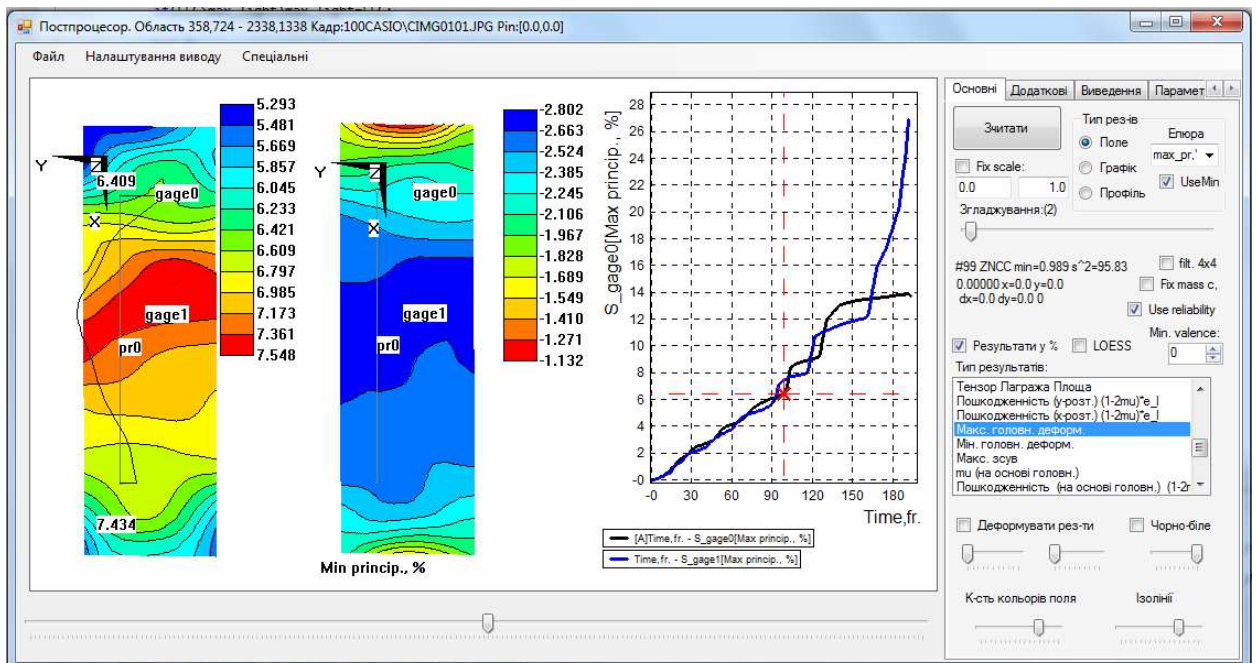 Постпроцесор. Область 358,724 - 2338,1338 Кадр:100CASIO\CIMG0101.JPG Pin:[0.0,0.0]
Файл Налаштування виводу Спеціальні
5.293
5.481
5.669
5.857
6.045
6.233
6.421
6.609
6.797
6.985
7.173
7.361
7.548
Y
Z
X
6.409
gage0
gage1
pr0
7.434
-2.802
-2.663
-2.524
-2.385
-2.245
-2.106
-1.967
-1.828
-1.689
-1.549
-1.410
-1.271
-1.132
Y
Z
X
gage0
gage1
pr0
Min princip., %
S_gage0[Max princip., %]
28
26
24
22
20
18
16
14
12
10
8
6
4
2
-0
-0 30 60 90 120 150 180
Time,fr.
[A]Time,fr. - S_gage0[Max princip., %]
Time,fr. - S_gage1[Max princip., %]
Основні Додаткові Виведення Парамет
Зчитати
Тип рез-ів
Поле
Графік
Профіль
Епюра
max_pr,'
UseMin
Fix scale:
0.0 1.0
Згладжування:(2)
#99 ZNCC min=0.989 s^2=95.83
0.00000 x=0.0 y=0.0
dx=0.0 dy=0.0 0
filt. 4x4
Fix mass c,
Use reliability
Min. valence:
0
Результати у % LOESS
Тип результатів:
Тензор Лагража Площа
Пошкодженність (y-розт.) (1-2mu)*e_l
Пошкодженність (x-розт.) (1-2mu)*e_l
Макс. головн. деформ.
Мін. головн. деформ.
Макс. зсув
mu (на основі головн.)
Пошкодженність (на основі головн.) (1-2r
Деформувати рез-ти Чорно-біле
К-сть кольорів поля Ізолінії